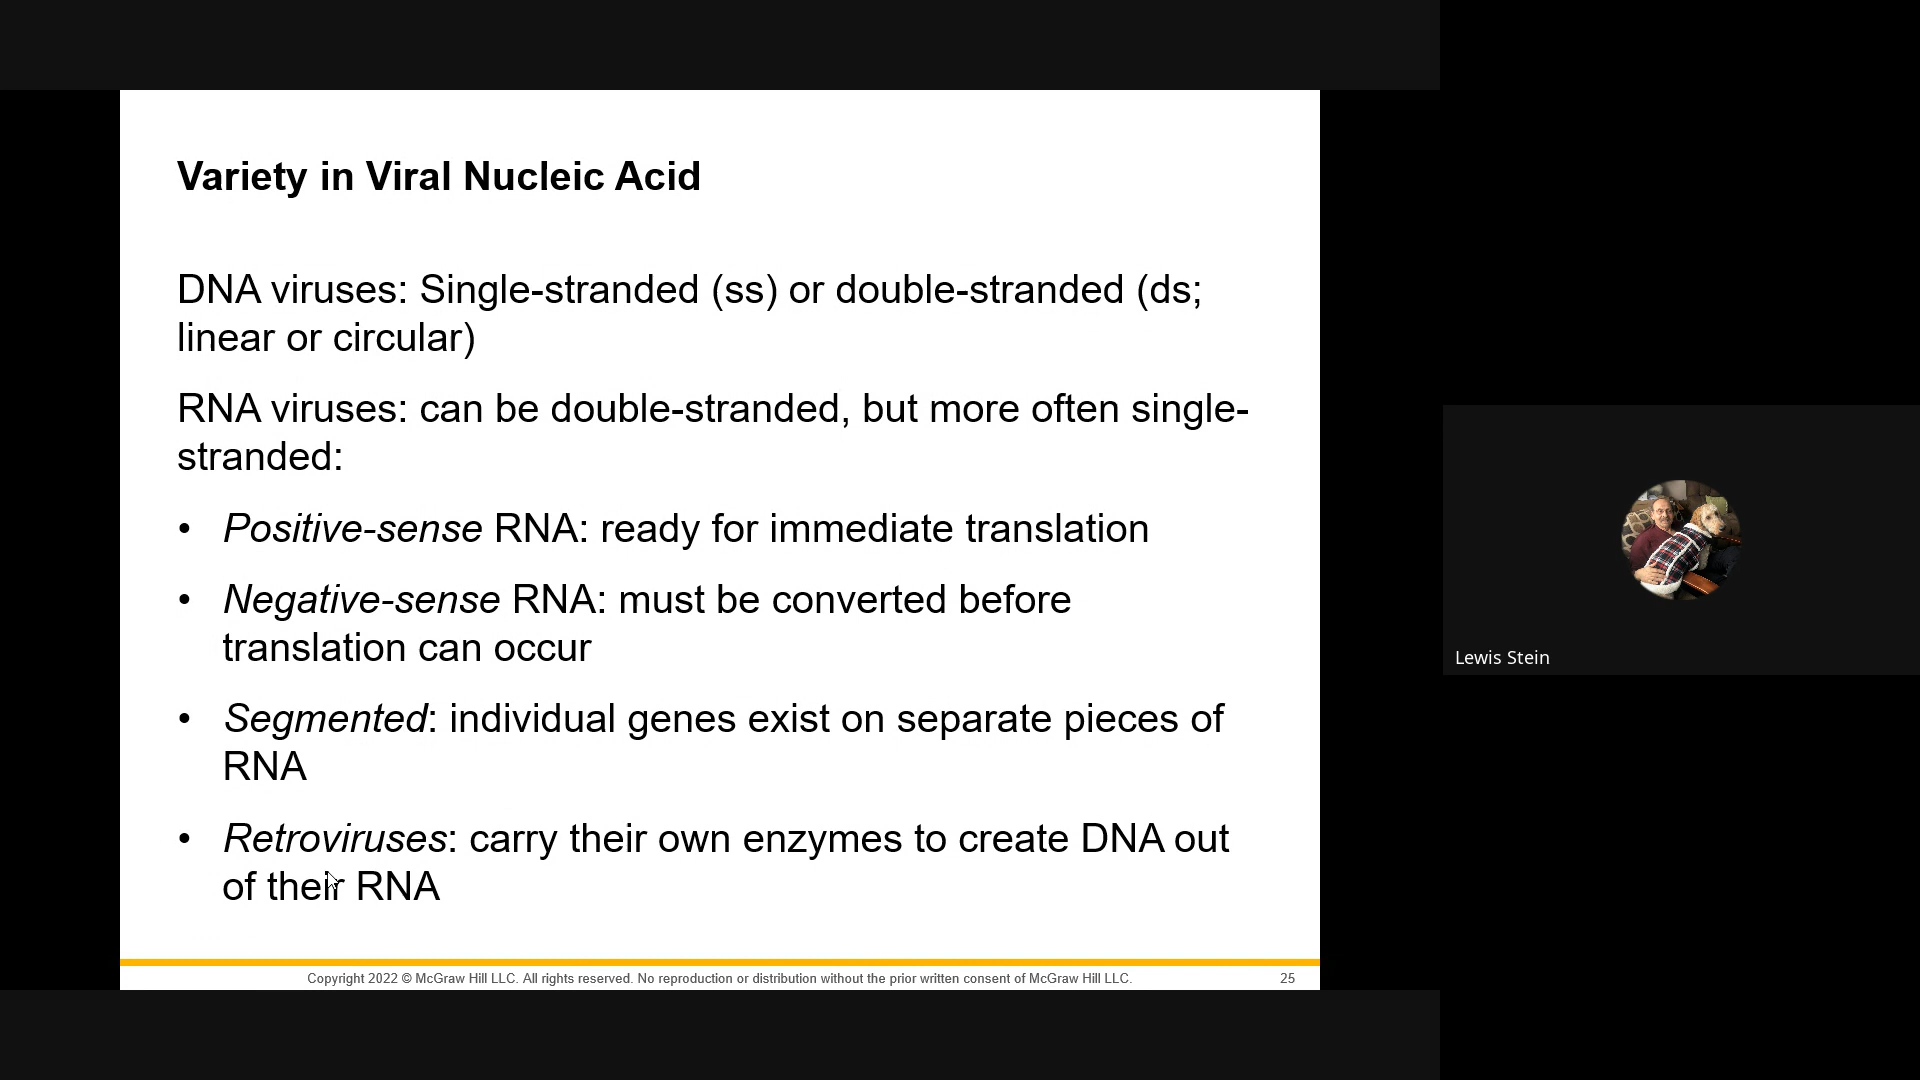 Variety in Viral Nucleic Acid
DNA viruses: Single-stranded (ss) or double-stranded (ds;
linear or circular)
RNA viruses: can be double-stranded, but more often single-
stranded:
• Positive-sense RNA: ready for immediate translation
• Negative-sense RNA: must be converted before
translation can occur
• Segmented: individual genes exist on separate pieces of
RNA
• Retroviruses: carry their own enzymes to create DNA out
of their RNA
Copyright 2022 © McGraw Hill LLC. All rights reserved. No reproduction or distribution without the prior written consent of McGraw Hill LLC.
25
Lewis Stein